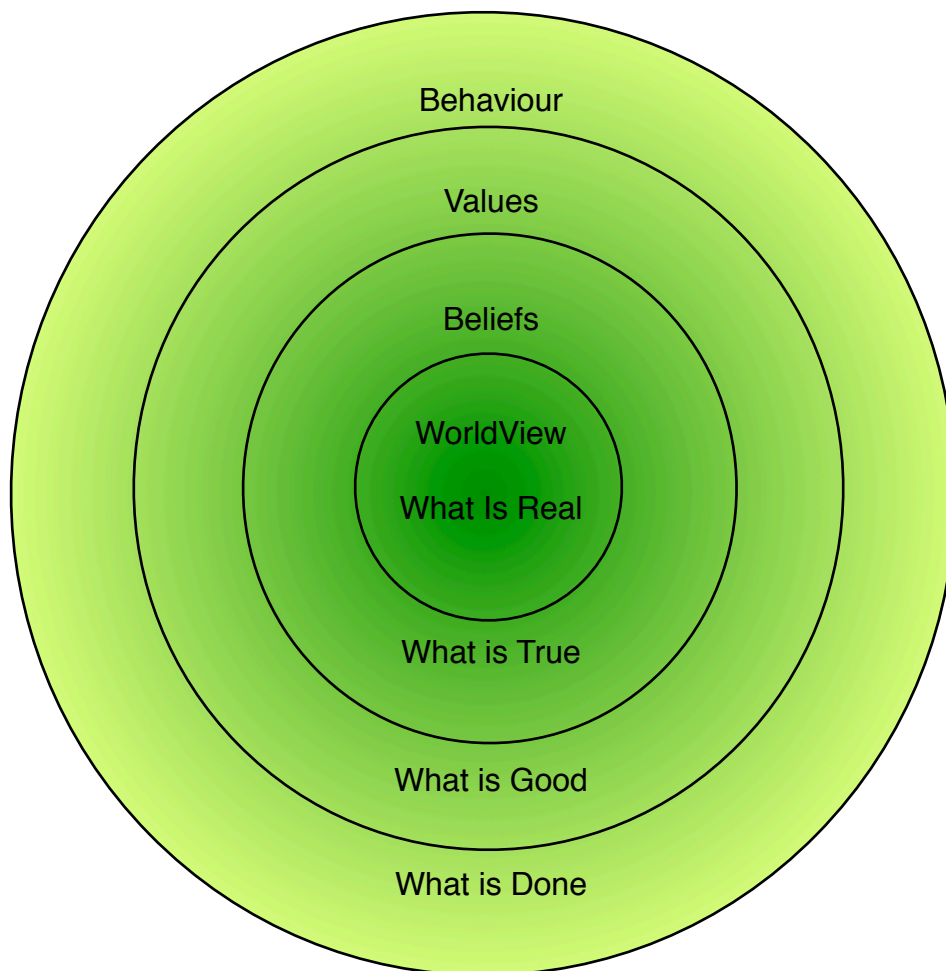 Behaviour
Values
Beliefs
WorldView
What Is Real
What is True
What is Good
What is Done